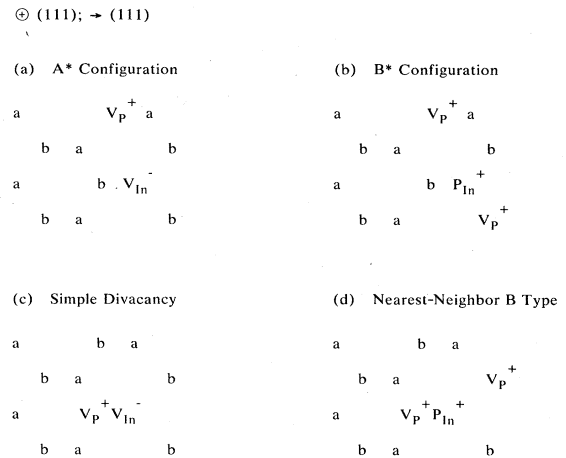 ⊕ (111); → (111)
(a) A* Configuration (b) B* Configuration
a V_P^+ a a V_P^+ a
b a b b a b
a b . V_In^- a b P_In^+
b a b b a V_P^+
(c) Simple Divacancy (d) Nearest-Neighbor B Type
a b a a b a
b a b b a V_P^+
a V_P^+ V_In^- a V_P^+ P_In^+
b a b b a b